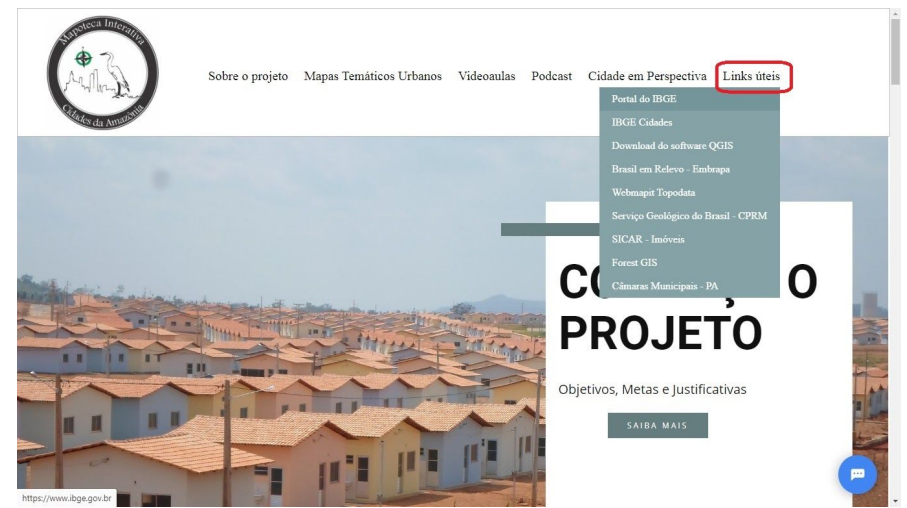 Mapoteca Interativa
Cidades da Amazônia
Sobre o projeto Mapas Temáticos Urbanos Videoaulas Podcast Cidade em Perspectiva Links úteis
Portal do IBGE
IBGE Cidades
Download do software QGIS
Brasil em Relevo - Embrapa
Webmapit Topodata
Serviço Geológico do Brasil - CPRM
SICAR - Imóveis
Forest GIS
Câmaras Municipais - PA
O
PROJETO
Objetivos, Metas e Justificativas
SAIBA MAIS
https://www.ibge.gov.br